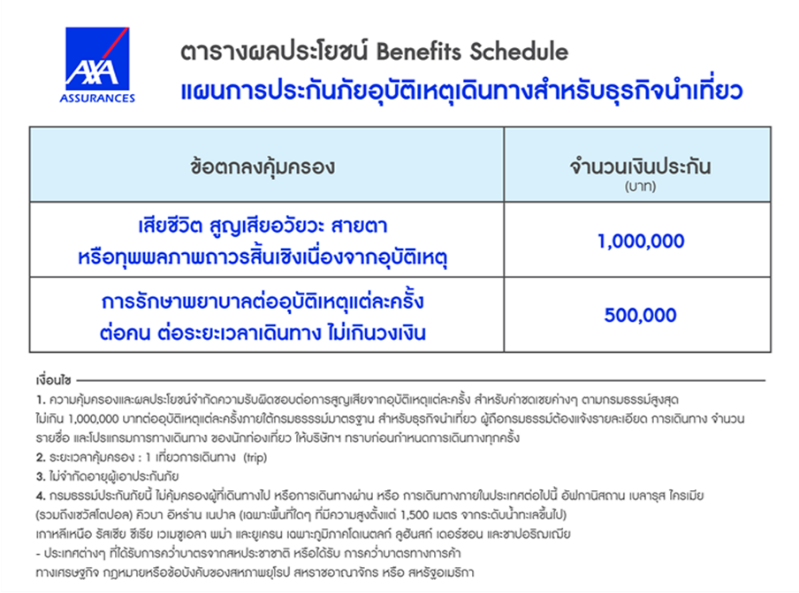 AXA
ASSURANCES
ตารางผลประโยชน์ Benefits Schedule
แผนการประกันภัยอุบัติเหตุเดินทางสำหรับธุรกิจนำเที่ยว
ข้อตกลงคุ้มครอง
จำนวนเงินประกัน
(บาท)
เสียชีวิต สูญเสียอวัยวะ สายตา
หรือทุพพลภาพถาวรสิ้นเชิงเนื่องจากอุบัติเหตุ
1,000,000
การรักษาพยาบาลต่ออุบัติเหตุแต่ละครั้ง
ต่อคน ต่อระยะเวลาเดินทาง ไม่เกินวงเงิน
500,000
เงื่อนไข
1. ความคุ้มครองและผลประโยชน์จำกัดความรับผิดชอบต่อการสูญเสียจากอุบัติเหตุแต่ละครั้ง สำหรับค่าชดเชยค่างๆ ตามกรมธรรม์สูงสุด
ไม่เกิน 1,000,000 บาทต่ออุบัติเหตุแต่ละครั้งภายใต้กรมธรรรม์มาตรฐาน สำหรับธุรกิจนำเที่ยว ผู้ถือกรมธรรม์ต้องแจ้งรายละเอียด การเดินทาง จำนวน
รายชื่อ และโปรแกรมการทางเดินทาง ของนักท่องเที่ยว ให้บริษัทฯ ทราบก่อนกำหนดการเดินทางทุกครั้ง
2. ระยะเวลาคุ้มครอง : 1 เที่ยวการเดินทาง (trip)
3. ไม่จำกัดอายุผู้เอาประกันภัย
4. กรมธรรม์ประกันภัยนี้ ไม่คุ้มครองผู้ที่เดินทางไป หรือการเดินทางผ่าน หรือ การเดินทางภายในประเทศต่อไปนี้ อัฟกานิสถาน เบลารุส ไครเมีย
(รวมถึงเซวัสโตปอล) คิวบา อิหร่าน เนปาล (เฉพาะพื้นที่ใดๆ ที่มีความสูงตั้งแต่ 1,500 เมตร จากระดับน้ำทะเลขึ้นไป)
เกาหลีเหนือ รัสเซีย ซีเรีย เวเนซุเอลา พม่า และยูเครน เฉพาะภูมิภาคโดเนตสก์ ลูฮันสก์ เคอร์ซอน และซาปอริฌเฌีย
- ประเทศต่างๆ ที่ได้รับการคว่ำบาตรจากสหประชาชาติ หรือได้รับ การคว่ำบาตรทางการค้า
ทางเศรษฐกิจ กฎหมายหรือข้อบังคับของสหภาพยุโรป สหราชอาณาจักร หรือ สหรัฐอเมริกา